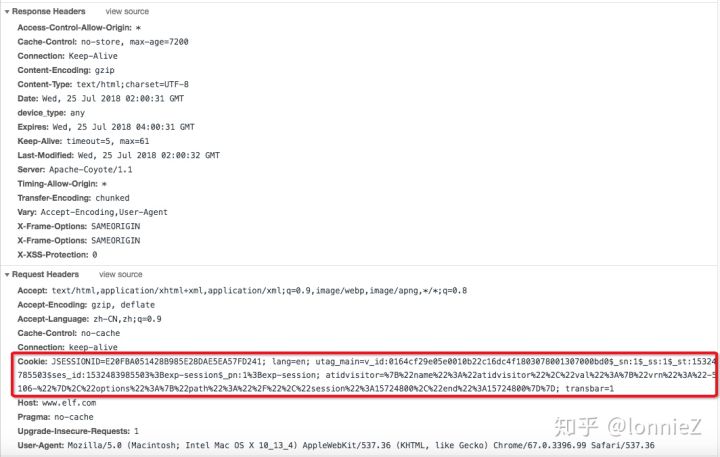 Response Headers view source
Access-Control-Allow-Origin: *
Cache-Control: no-store, max-age=7200
Connection: Keep-Alive
Content-Encoding: gzip
Content-Type: text/html;charset=UTF-8
Date: Wed, 25 Jul 2018 02:00:31 GMT
device_type: any
Expires: Wed, 25 Jul 2018 04:00:31 GMT
Keep-Alive: timeout=5, max=61
Last-Modified: Wed, 25 Jul 2018 02:00:32 GMT
Server: Apache-Coyote/1.1
Timing-Allow-Origin: *
Transfer-Encoding: chunked
Vary: Accept-Encoding,User-Agent
X-Frame-Options: SAMEORIGIN
X-Frame-Options: SAMEORIGIN
X-XSS-Protection: 0
Request Headers view source
Accept: text/html,application/xhtml+xml,application/xml;q=0.9,image/webp,image/apng,*/*;q=0.8
Accept-Encoding: gzip, deflate
Accept-Language: zh-CN,zh;q=0.9
Cache-Control: no-cache
Connection: keep-alive
Cookie: JSESSIONID=E20FBA051428B985E28DAE5EA57FD241; lang=en; utag_main=v_id:0164cf29e05e0010b22c16dc4f1803078001307000bd0$_sn:1$_ss:1$_st:15324
785503$ses_id:1532483985503%3Bexp-session$_pn:1%3Bexp-session; atidvisitor=%7B%22name%22%3A%22atidvisitor%22%2C%22val%22%3A%7B%22vrn%22%3A%22-5
106-%22%7D%2C%22options%22%3A%7B%22path%22%3A%22%2F%22%2C%22session%22%3A15724800%2C%22end%22%3A15724800%7D%7D; transbar=1
Host: www.elf.com
Pragma: no-cache
Upgrade-Insecure-Requests: 1
User-Agent: Mozilla/5.0 (Macintosh; Intel Mac OS X 10_13_4) AppleWebKit/537.36 (KHTML, like Gecko) Chrome/67.0.3396.99 Safari/537.36
知乎 @lonnieZ